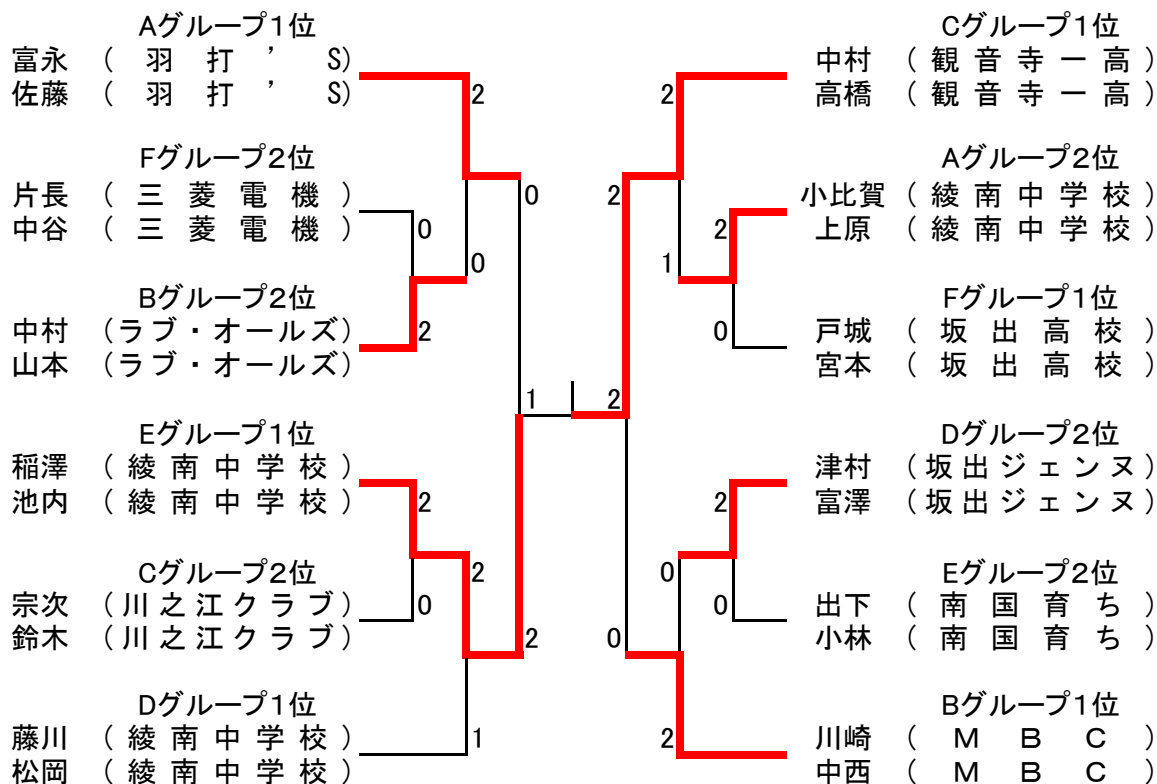 Aグループ1位
富永 ( 羽 打 ’ S)
佐藤 ( 羽 打 ’ S)
2
Fグループ2位
片長 ( 三 菱 電 機 )
中谷 ( 三 菱 電 機 )
0
0
0
Bグループ2位
中村 (ラブ・オールズ)
山本 (ラブ・オールズ)
2
1
Eグループ1位
稲澤 ( 綾 南 中 学 校 )
池内 ( 綾 南 中 学 校 )
2
Cグループ2位
宗次 (川之江クラブ)
鈴木 (川之江クラブ)
2
0
2
Dグループ1位
藤川 ( 綾 南 中 学 校 )
松岡 ( 綾 南 中 学 校 )
1
Cグループ1位
中村 ( 観 音 寺 一 高 )
高橋 ( 観 音 寺 一 高 )
2
Aグループ2位
小比賀 ( 綾 南 中 学 校 )
上原 ( 綾 南 中 学 校 )
2
2
1
Fグループ1位
戸城 ( 坂 出 高 校 )
宮本 ( 坂 出 高 校 )
0
2
Dグループ2位
津村 (坂出ジェンヌ)
富澤 (坂出ジェンヌ)
2
Eグループ2位
出下 ( 南 国 育 ち )
小林 ( 南 国 育 ち )
0
0
0
Bグループ1位
川崎 ( M B C )
中西 ( M B C )
2